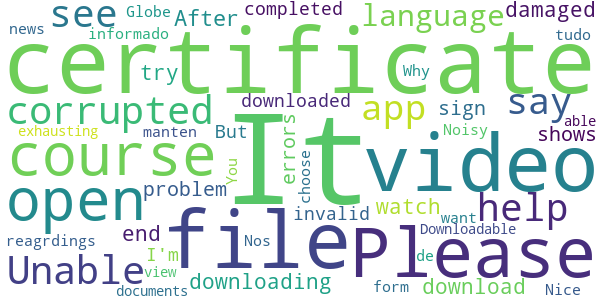 see Globe After completed language damaged
news informado tudo
certificate
try Why
corrupted downloaded app sign say able
exhausting manten But errors Noisy shows
course It video
You choose
open problem invalid watch want help
end file Please Downloadable
reagrdings Nos de
Unable I'm view downloading form download
documents Nice